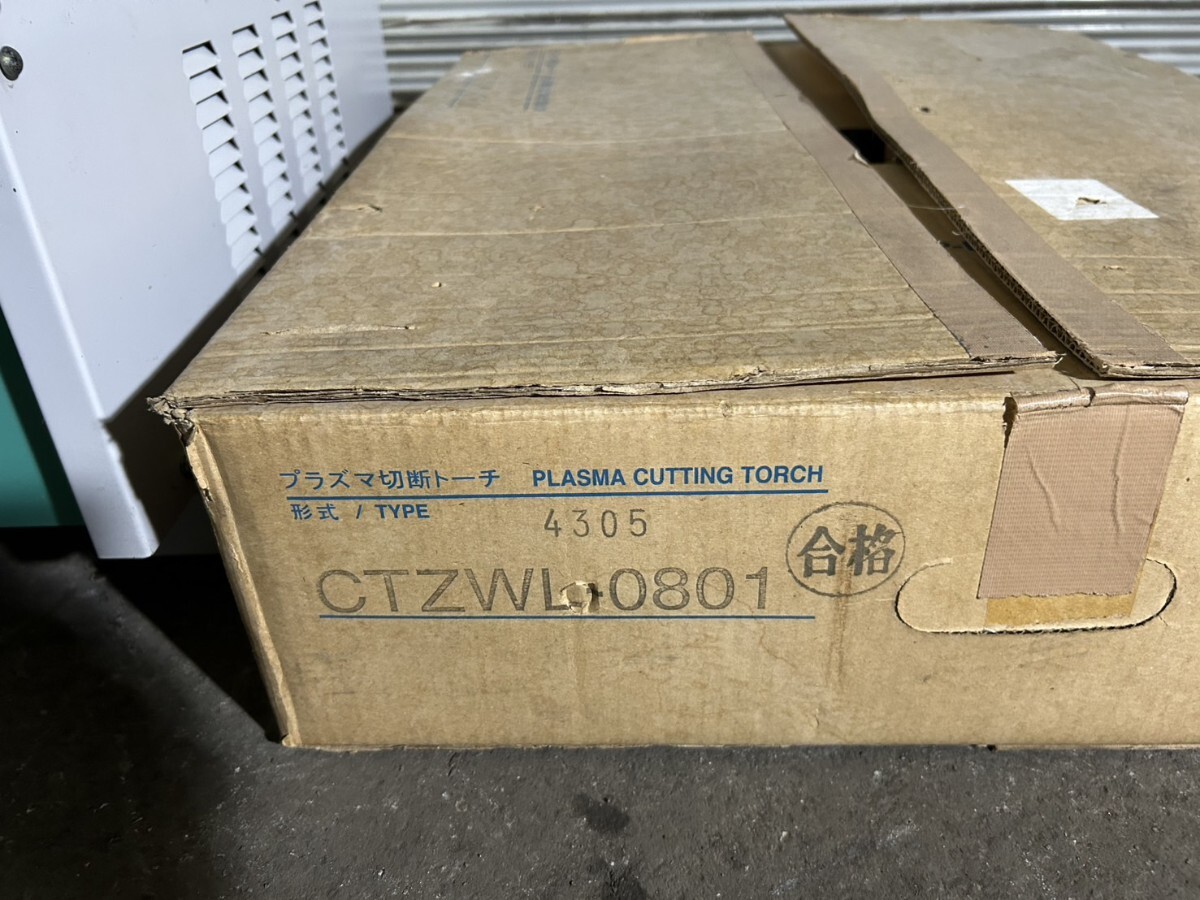 プラズマ切断トーチ PLASMA CUTTING TORCH
形式 / TYPE
4305
CTZWL-0801
合格